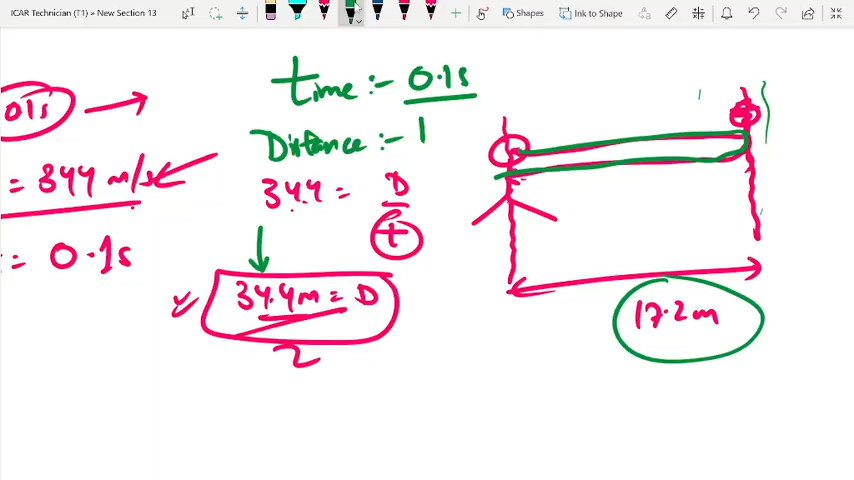 ICAR Technician (T1) » New Section 13
Shapes
Ink to Shape
01s
= 344 m/s
= 0.1s
time :- 0.1s
Distance :- 1
344 = D
t
34.4m = D
2
17.2m